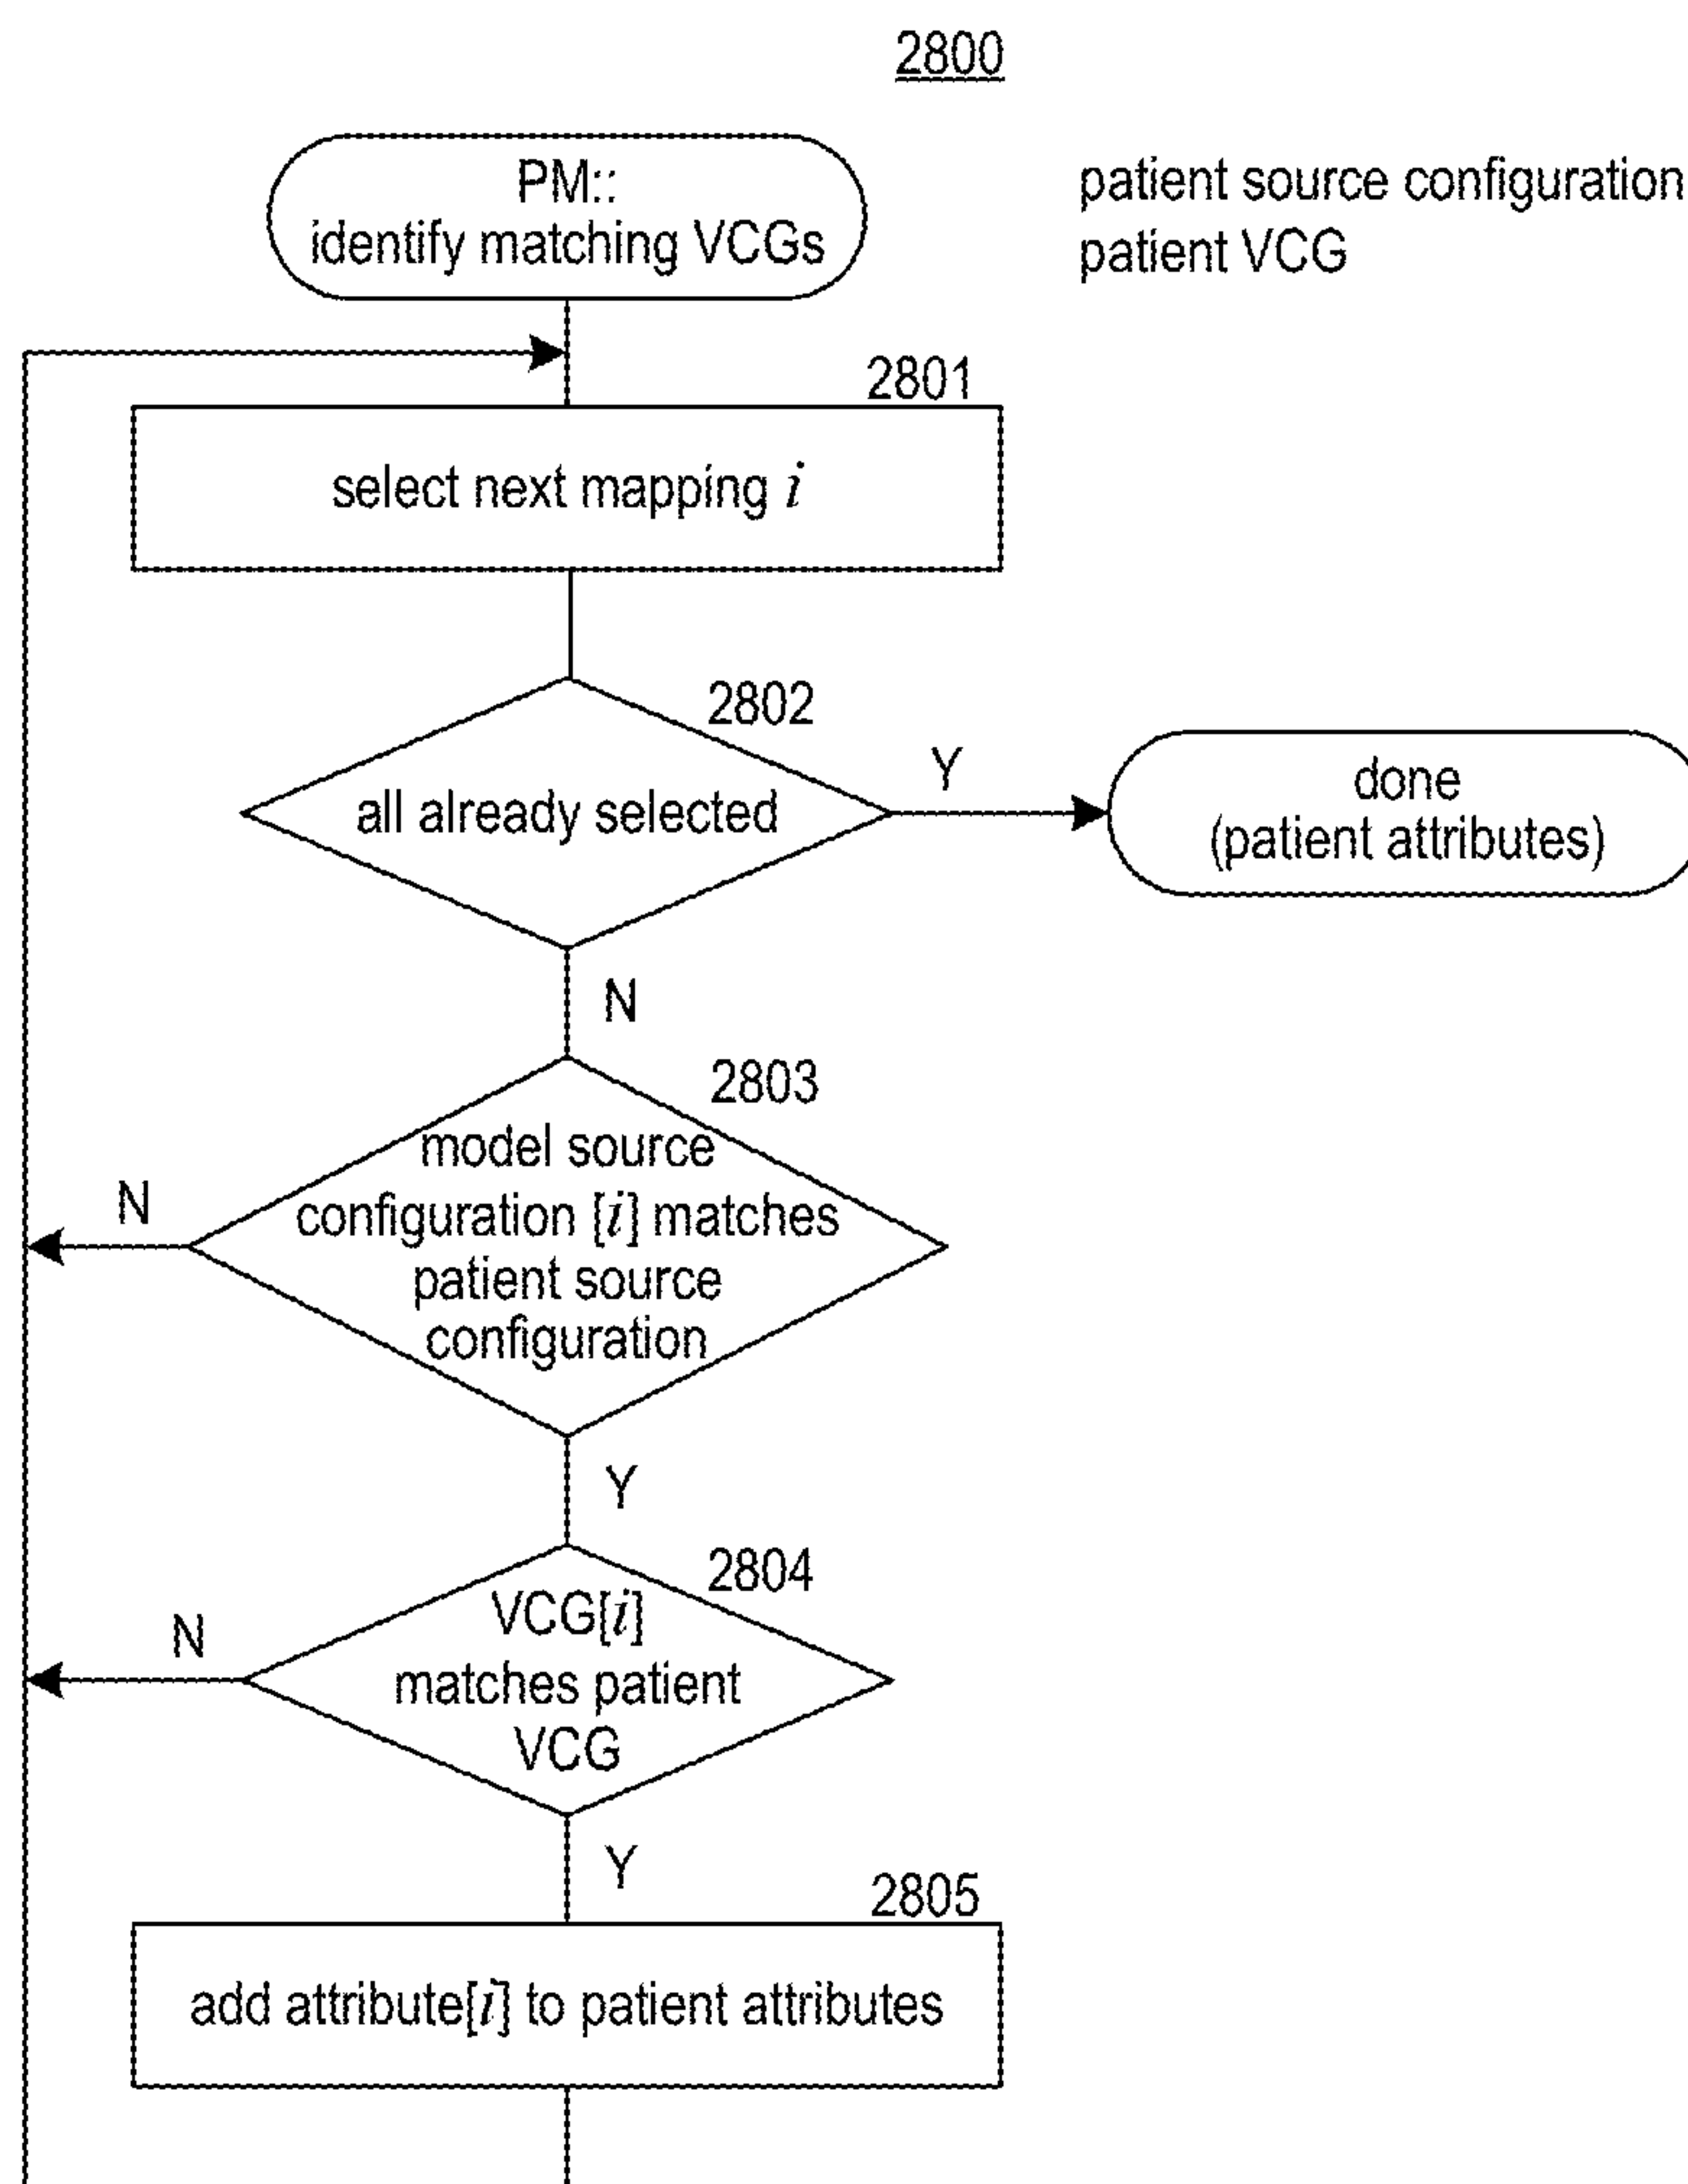 2800
PM::
identify matching VCGs
patient source configuration
patient VCG
2801
select next mapping i
2802
all already selected
Y
done
(patient attributes)
N
2803
model source
configuration [i] matches
patient source
configuration
N
Y
2804
VCG[i]
matches patient
VCG
N
Y
2805
add attribute[i] to patient attributes